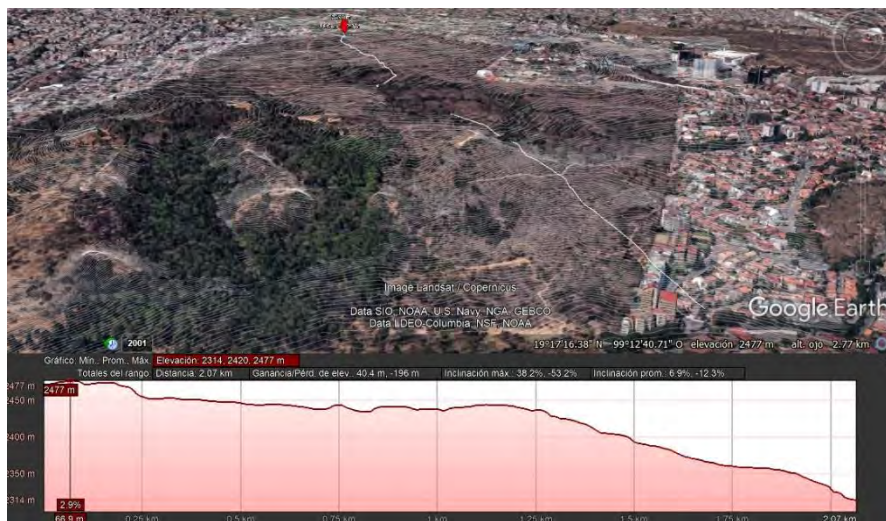 Image Landsat / Copernicus
Data SIO, NOAA, U.S. Navy, NGA, GEBCO
Data LDEO-Columbia, NSF, NOAA
Google Earth
2001
19°17'16.38" N 99°12'40.71" O elevación 2477 m alt. ojo 2.77 km
Gráfico: Mín., Prom., Máx. Elevación: 2314, 2420, 2477 m
Totales del rango: Distancia: 2.07 km Ganancia/Pérd. de elev.: 40.4 m, -196 m Inclinación máx.: 38.2%, -53.2% Inclinación prom.: 6.9%, -12.3%
2477 m
2477 m
2450 m
2400 m
2350 m
2314 m
2.9%
66.9 m 0.25 km 0.5 km 0.75 km 1 km 1.25 km 1.5 km 1.75 km 2.07 km